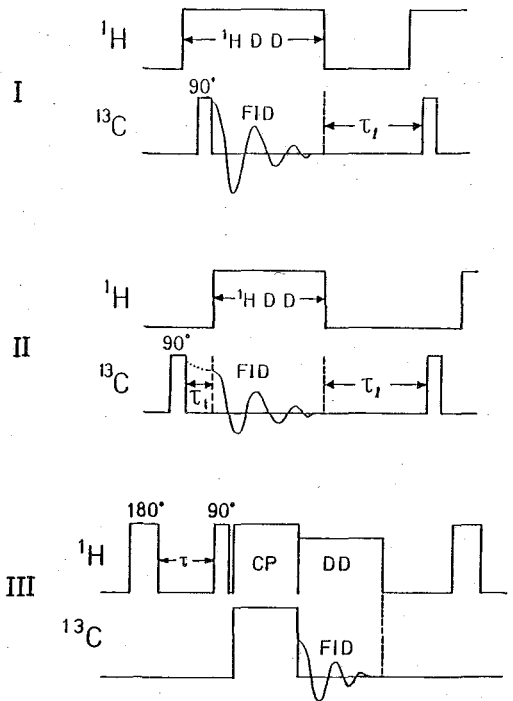 I
¹H
¹H D D
¹³C
90°
FID
τ₁
II
¹H
¹H D D
¹³C
90°
τₜ
FID
τ₁
III
¹H
180°
τ
90°
CP
DD
¹³C
FID